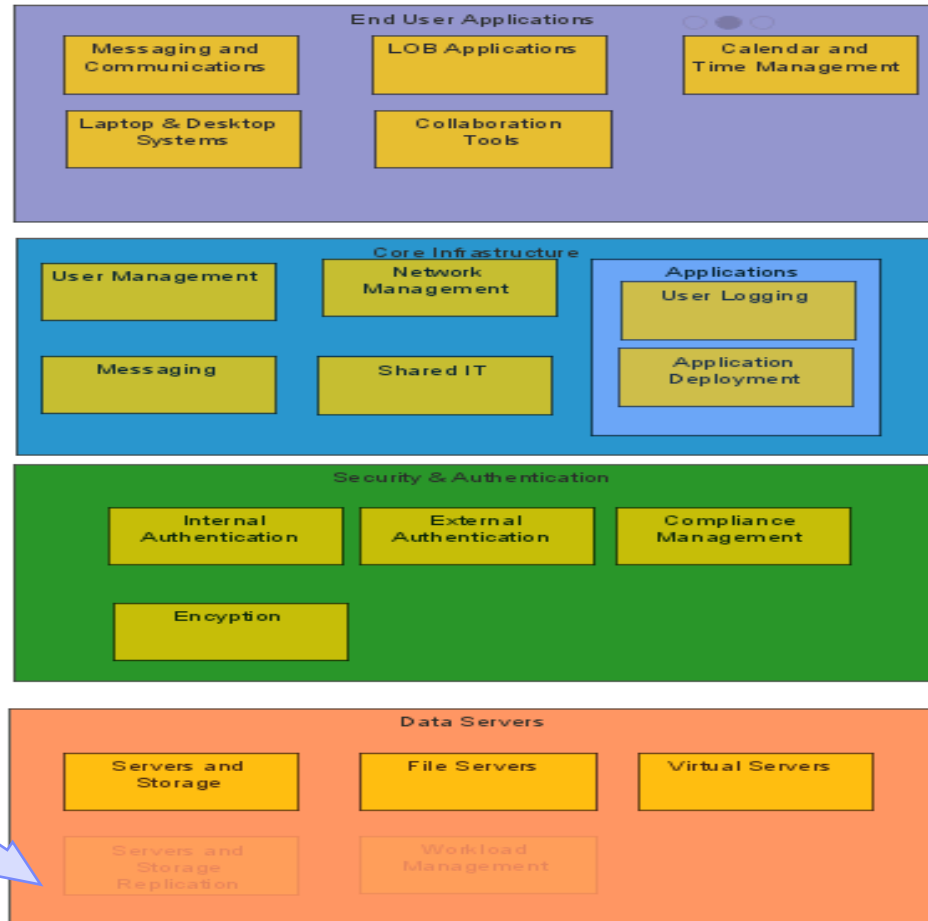 End User Applications
Messaging and
Communications
LOB Applications
Calendar and
Time Management
Laptop & Desktop
Systems
Collaboration
Tools
Core Infrastructure
User Management
Network
Management
Applications
User Logging
Messaging
Shared IT
Application
Deployment
Security & Authentication
Internal
Authentication
External
Authentication
Compliance
Management
Encyption
Data Servers
Servers and
Storage
File Servers
Virtual Servers
Servers and
Storage
Replication
Workload
Management